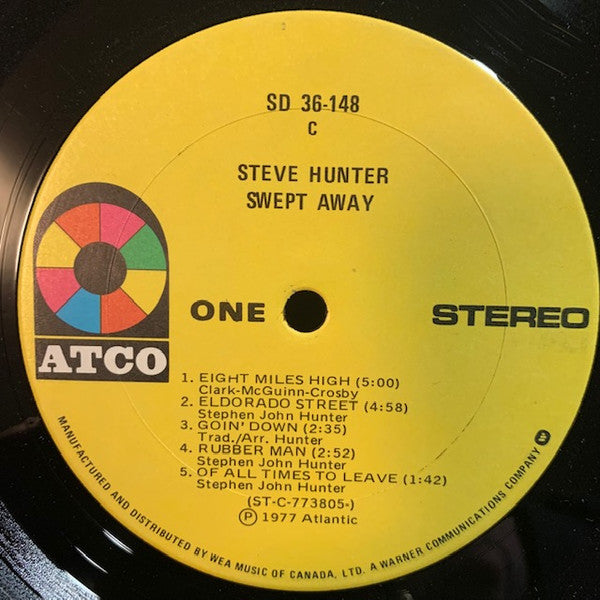 SD 36-148
C
STEVE HUNTER
SWEPT AWAY
ATCO
ONE
STEREO
1. EIGHT MILES HIGH (5:00)
Clark-McGuinn-Crosby
2. ELDORADO STREET (4:58)
Stephen John Hunter
3. GOIN' DOWN (2:35)
Trad./Arr. Hunter
4. RUBBER MAN (2:52)
Stephen John Hunter
5. OF ALL TIMES TO LEAVE (1:42)
Stephen John Hunter
(ST-C-773805-)
Ⓟ 1977 Atlantic
MANUFACTURED AND DISTRIBUTED BY WEA MUSIC OF CANADA, LTD. A WARNER COMMUNICATIONS COMPANY